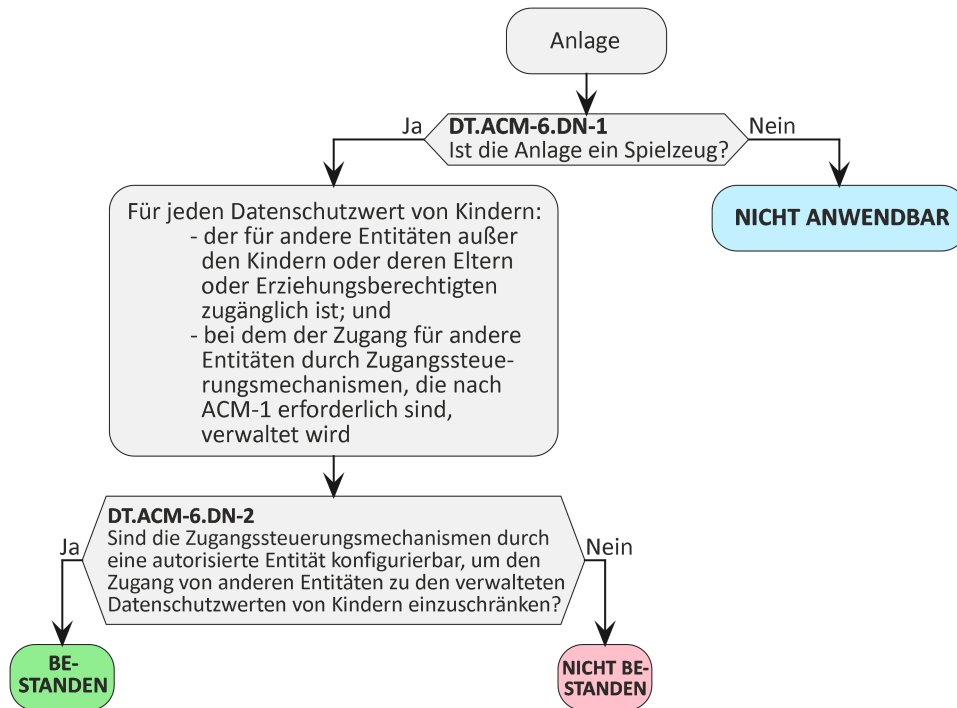 Anlage
DT.ACM-6.DN-1
Ist die Anlage ein Spielzeug?
Ja
Nein
Für jeden Datenschutzwert von Kindern:
- der für andere Entitäten außer
den Kindern oder deren Eltern
oder Erziehungsberechtigten
zugänglich ist; und
- bei dem der Zugang für andere
Entitäten durch Zugangssteue-
rungsmechanismen, die nach
ACM-1 erforderlich sind,
verwaltet wird
NICHT ANWENDBAR
DT.ACM-6.DN-2
Sind die Zugangssteuerungsmechanismen durch
eine autorisierte Entität konfigurierbar, um den
Zugang von anderen Entitäten zu den verwalteten
Datenschutzwerten von Kindern einzuschränken?
Ja
Nein
BE-
STANDEN
NICHT BE-
STANDEN